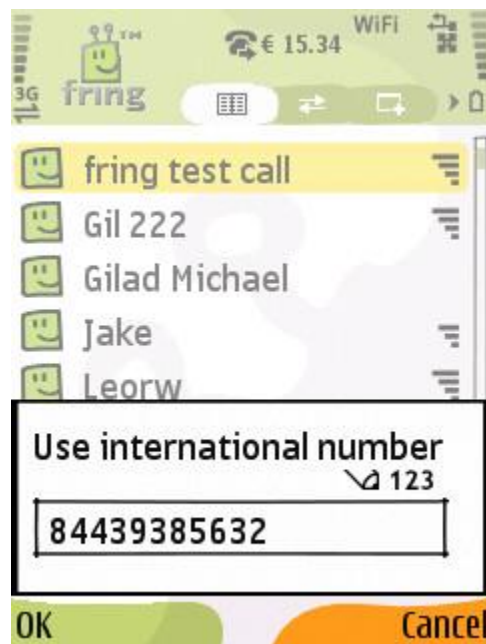 TM
WiFi
€ 15.34
3G
fring
fring test call
Gil 222
Gilad Michael
Jake
Leorw
Use international number
123
84439385632
OK
Cancel